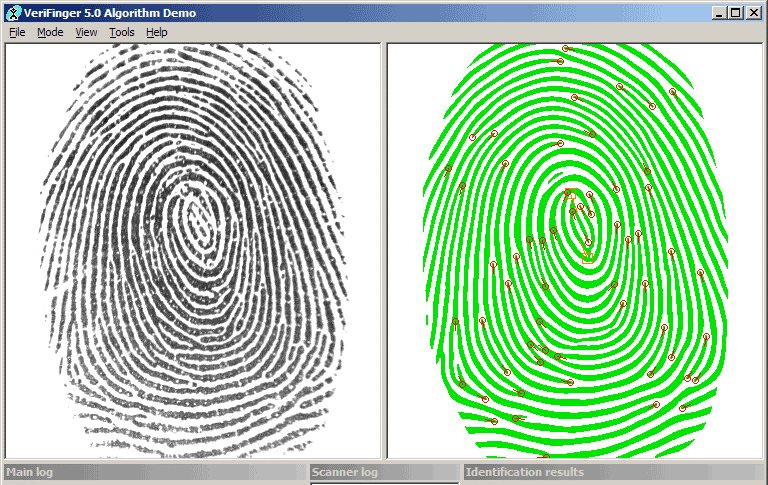 VeriFinger 5.0 Algorithm Demo
File Mode View Tools Help
Main log Scanner log Identification results